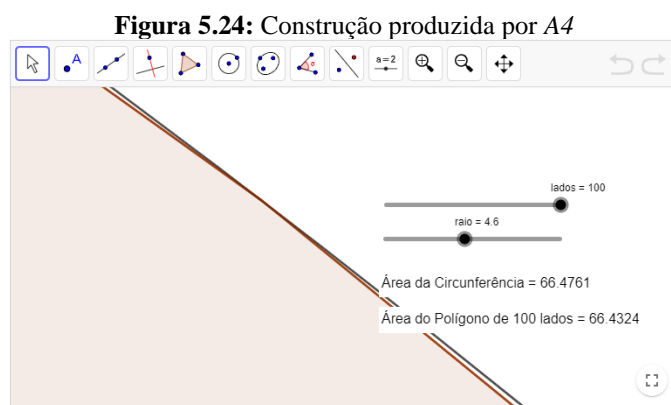 Figura 5.24: Construção produzida por A4
A
a=2
lados = 100
raio = 4.6
Área da Circunferência = 66.4761
Área do Polígono de 100 lados = 66.4324